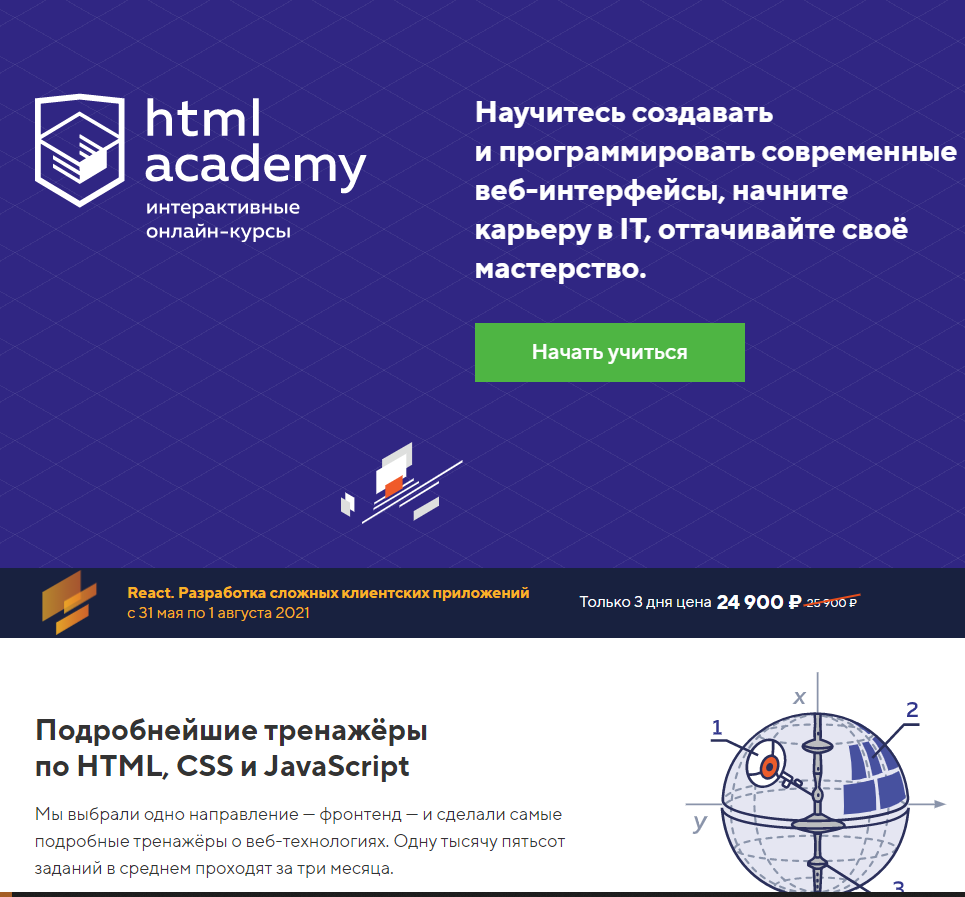 html
academy
интерактивные
онлайн-курсы
Научитесь создавать
и программировать современные
веб-интерфейсы, начните
карьеру в IT, оттачивайте своё
мастерство.
Начать учиться
React. Разработка сложных клиентских приложений
с 31 мая по 1 августа 2021
Только 3 дня цена 24 900 ₽ 25 900 ₽
Подробнейшие тренажёры
по HTML, CSS и JavaScript
Мы выбрали одно направление — фронтенд — и сделали самые
подробные тренажёры о веб-технологиях. Одну тысячу пятьсот
заданий в среднем проходят за три месяца.
x
1
2
y
3